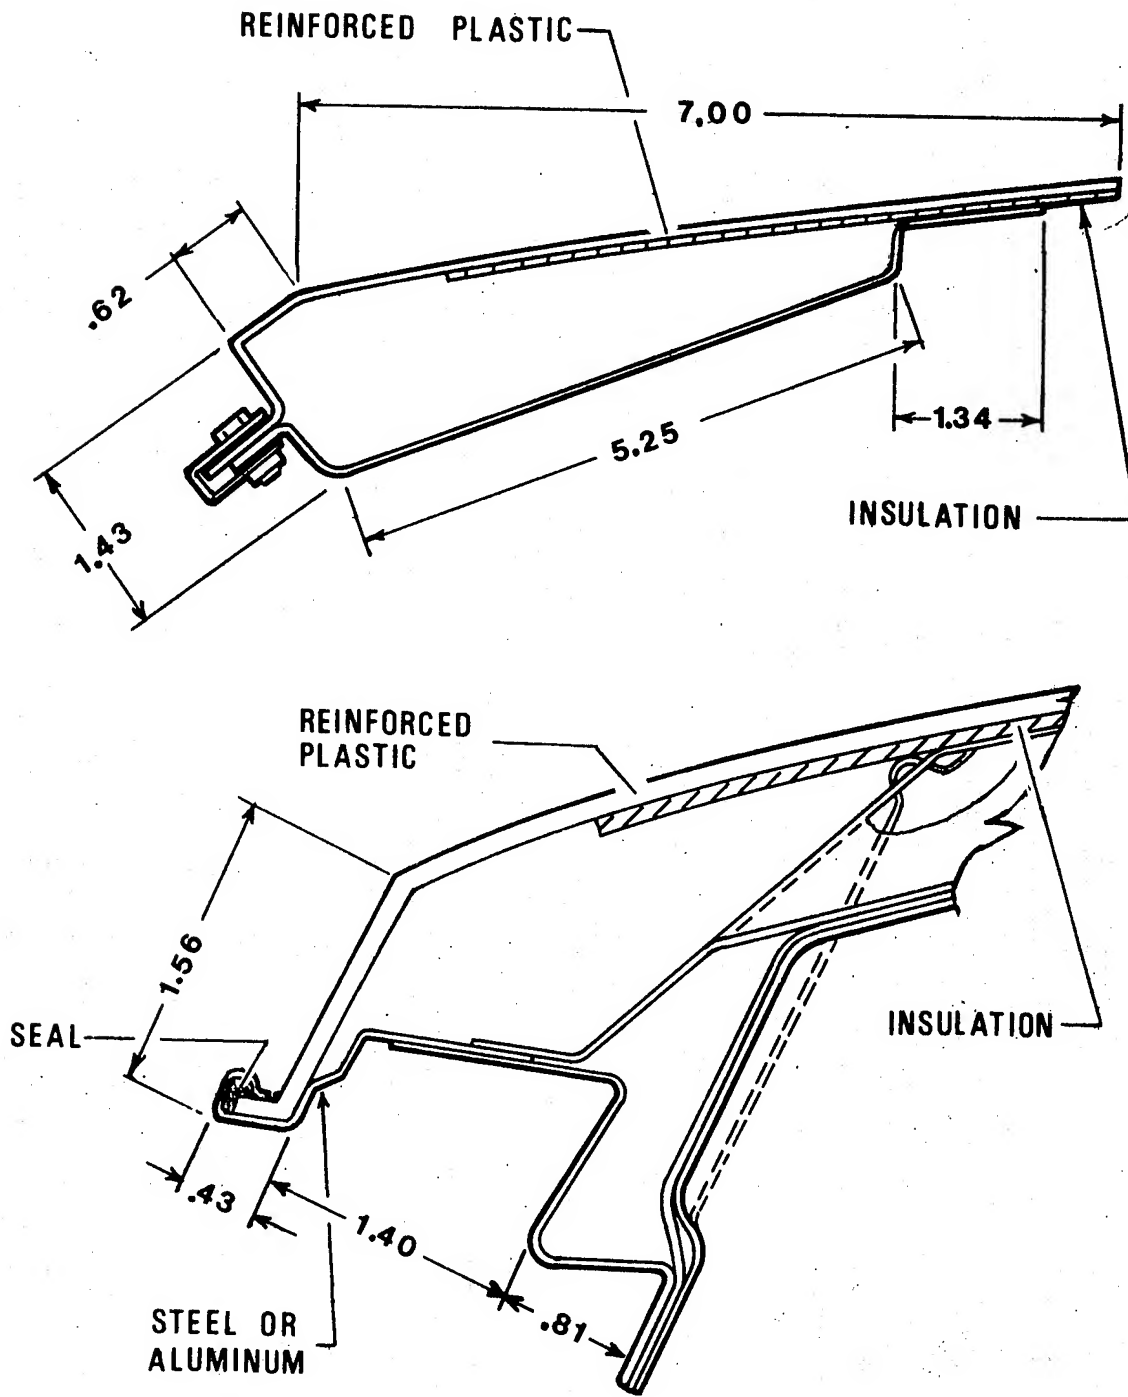 REINFORCED PLASTIC
7.00
.62
1.34
5.25
INSULATION
1.43
REINFORCED
PLASTIC
1.56
SEAL
INSULATION
.43
1.40
.81
STEEL OR
ALUMINUM